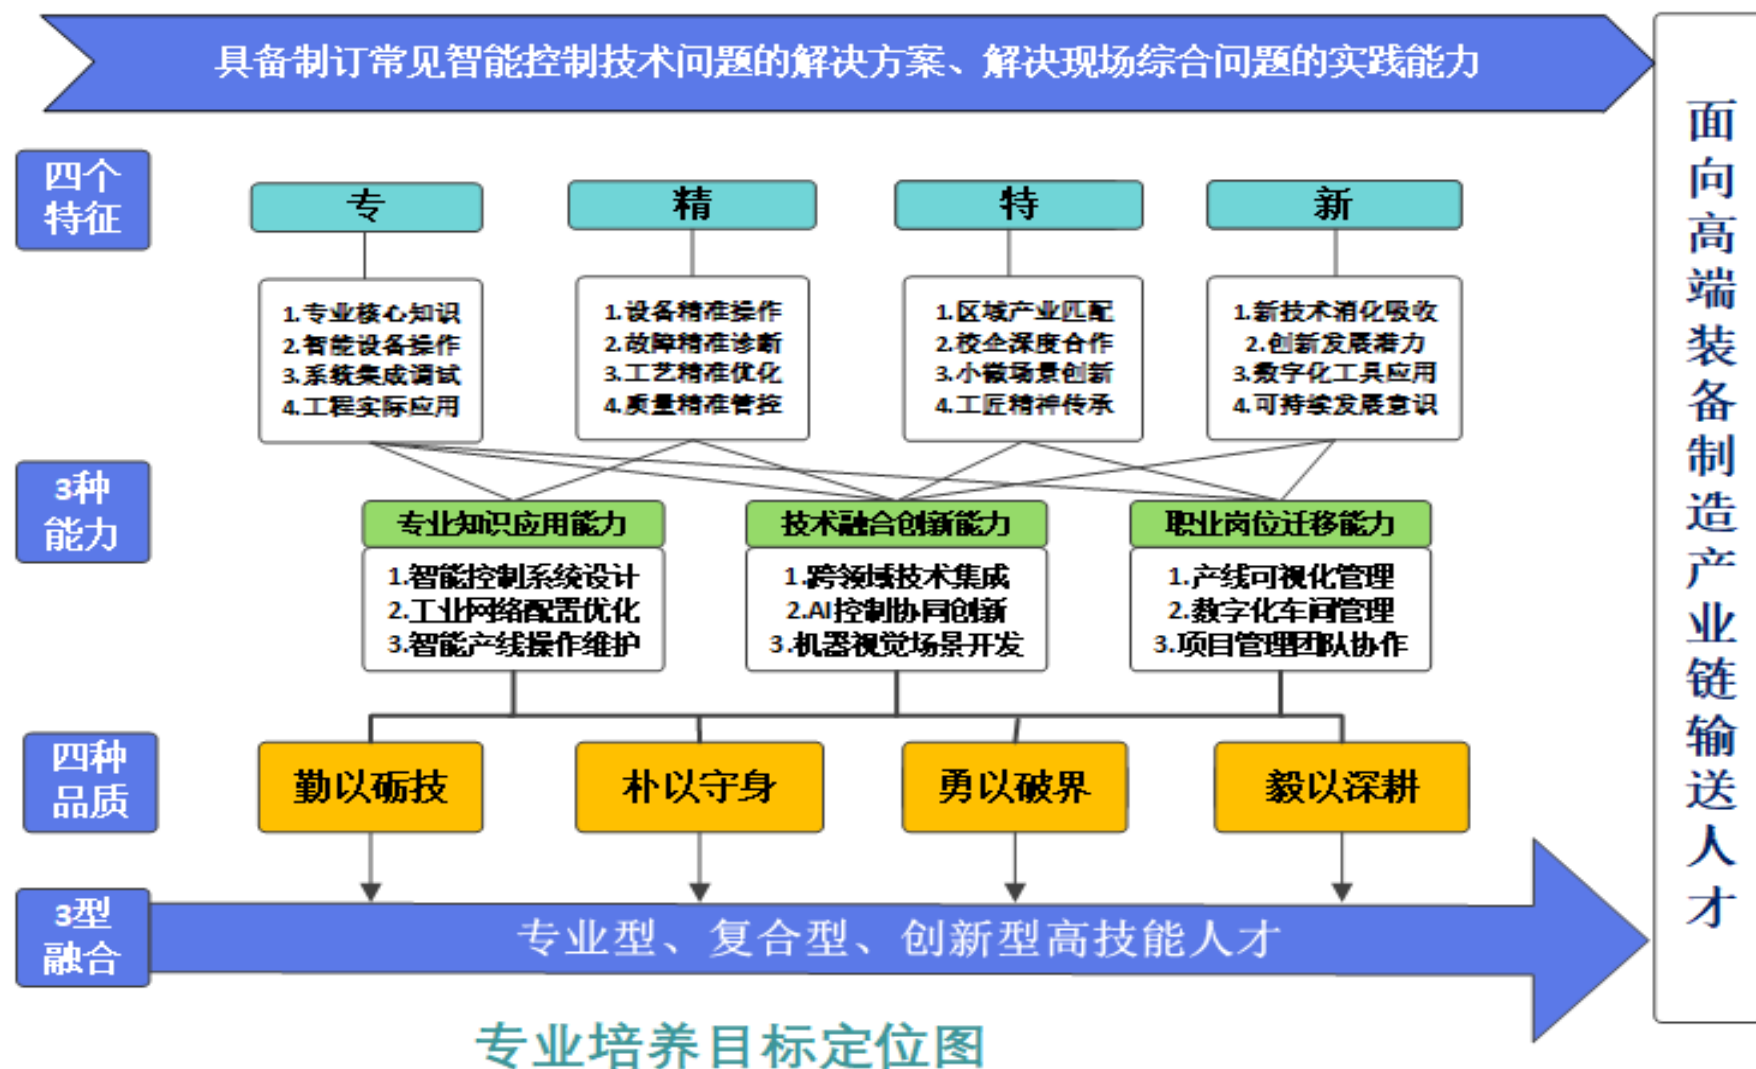 具备制订常见智能控制技术问题的解决方案、解决现场综合问题的实践能力
四个
特征
专
精
特
新
1.专业核心知识
2.智能设备操作
3.系统集成调试
4.工程实际应用
1.设备精准操作
2.故障精准诊断
3.工艺精准优化
4.质量精准管控
1.区域产业匹配
2.校企深度合作
3.小微场景创新
4.工匠精神传承
1.新技术消化吸收
2.创新发展潜力
3.数字化工具应用
4.可持续发展意识
3种
能力
专业知识应用能力
1.智能控制系统设计
2.工业网络配置优化
3.智能产线操作维护
技术融合创新能力
1.跨领域技术集成
2.AI控制协同创新
3.机器视觉场景开发
职业岗位迁移能力
1.产线可视化管理
2.数字化车间管理
3.项目管理团队协作
四种
品质
勤以砺技
朴以守身
勇以破界
毅以深耕
3型
融合
专业型、复合型、创新型高技能人才
面向高端装备制造产业链输送人才
专业培养目标定位图